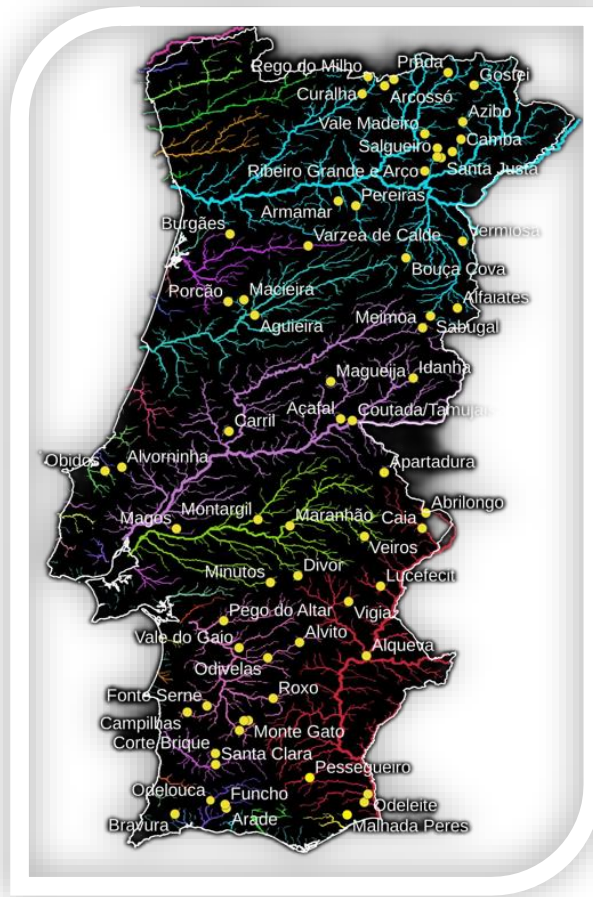 Prada
Rego do Milho
Gostei
Curalha
Arcossó
Azibo
Vale Madeiro
Camba
Salgueiro
Ribeiro Grande e Arco
Santa Justa
Pereiras
Armamar
Burgães
Vermiosa
Varzea de Calde
Bouça Cova
Porcão
Macieira
Alfaiates
Meimoa
Aguieira
Sabugal
Magueija
Idanha
Açafal
Coutada/Tamujais
Carril
Óbidos
Alvorninha
Apartadura
Abrilongo
Montargil
Magos
Maranhão
Caia
Veiros
Divor
Minutos
Lucefecit
Pego do Altar
Vigia
Vale do Gaio
Alvito
Alqueva
Odivelas
Roxo
Fonte Serne
Campilhas
Monte Gato
Corte Brique
Santa Clara
Pessegueiro
Odelouca
Funcho
Odeleite
Bravura
Arade
Malhada Peres